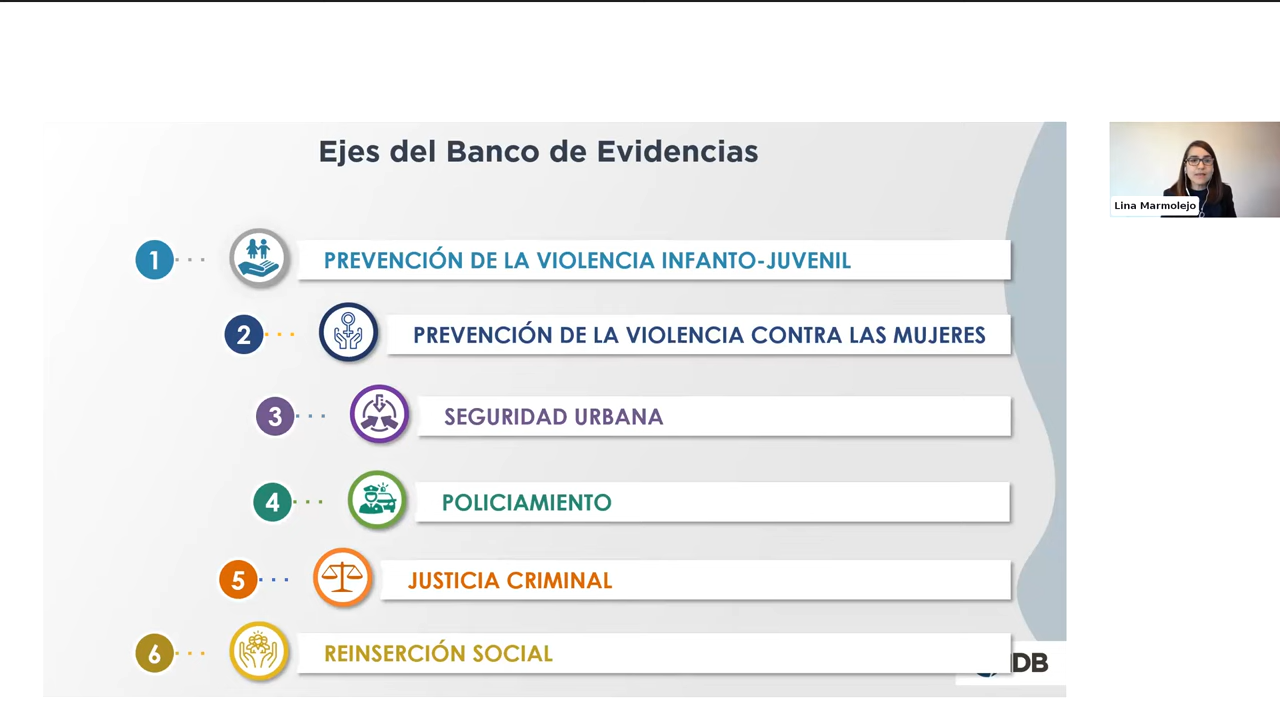 Ejes del Banco de Evidencias
Lina Marmolejo
1 PREVENCIÓN DE LA VIOLENCIA INFANTO-JUVENIL
2 PREVENCIÓN DE LA VIOLENCIA CONTRA LAS MUJERES
3 SEGURIDAD URBANA
4 POLICIAMIENTO
5 JUSTICIA CRIMINAL
6 REINSERCIÓN SOCIAL
DB